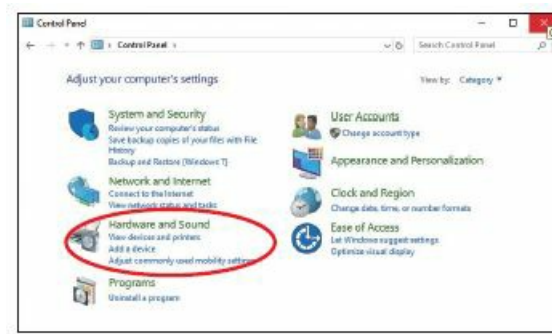 Control Panel
Control Panel
Search Control Panel
Adjust your computer's settings
View by: Category
System and Security
Review your computer's status
Save backup copies of your files with File
History
Backup and Restore (Windows 7)
Network and Internet
Connect to the Internet
View network status and tasks
Hardware and Sound
View devices and printers
Add a device
Adjust commonly used mobility settings
Programs
Uninstall a program
User Accounts
Change account type
Appearance and Personalization
Clock and Region
Change date, time, or number formats
Ease of Access
Let Windows suggest settings
Optimize visual display